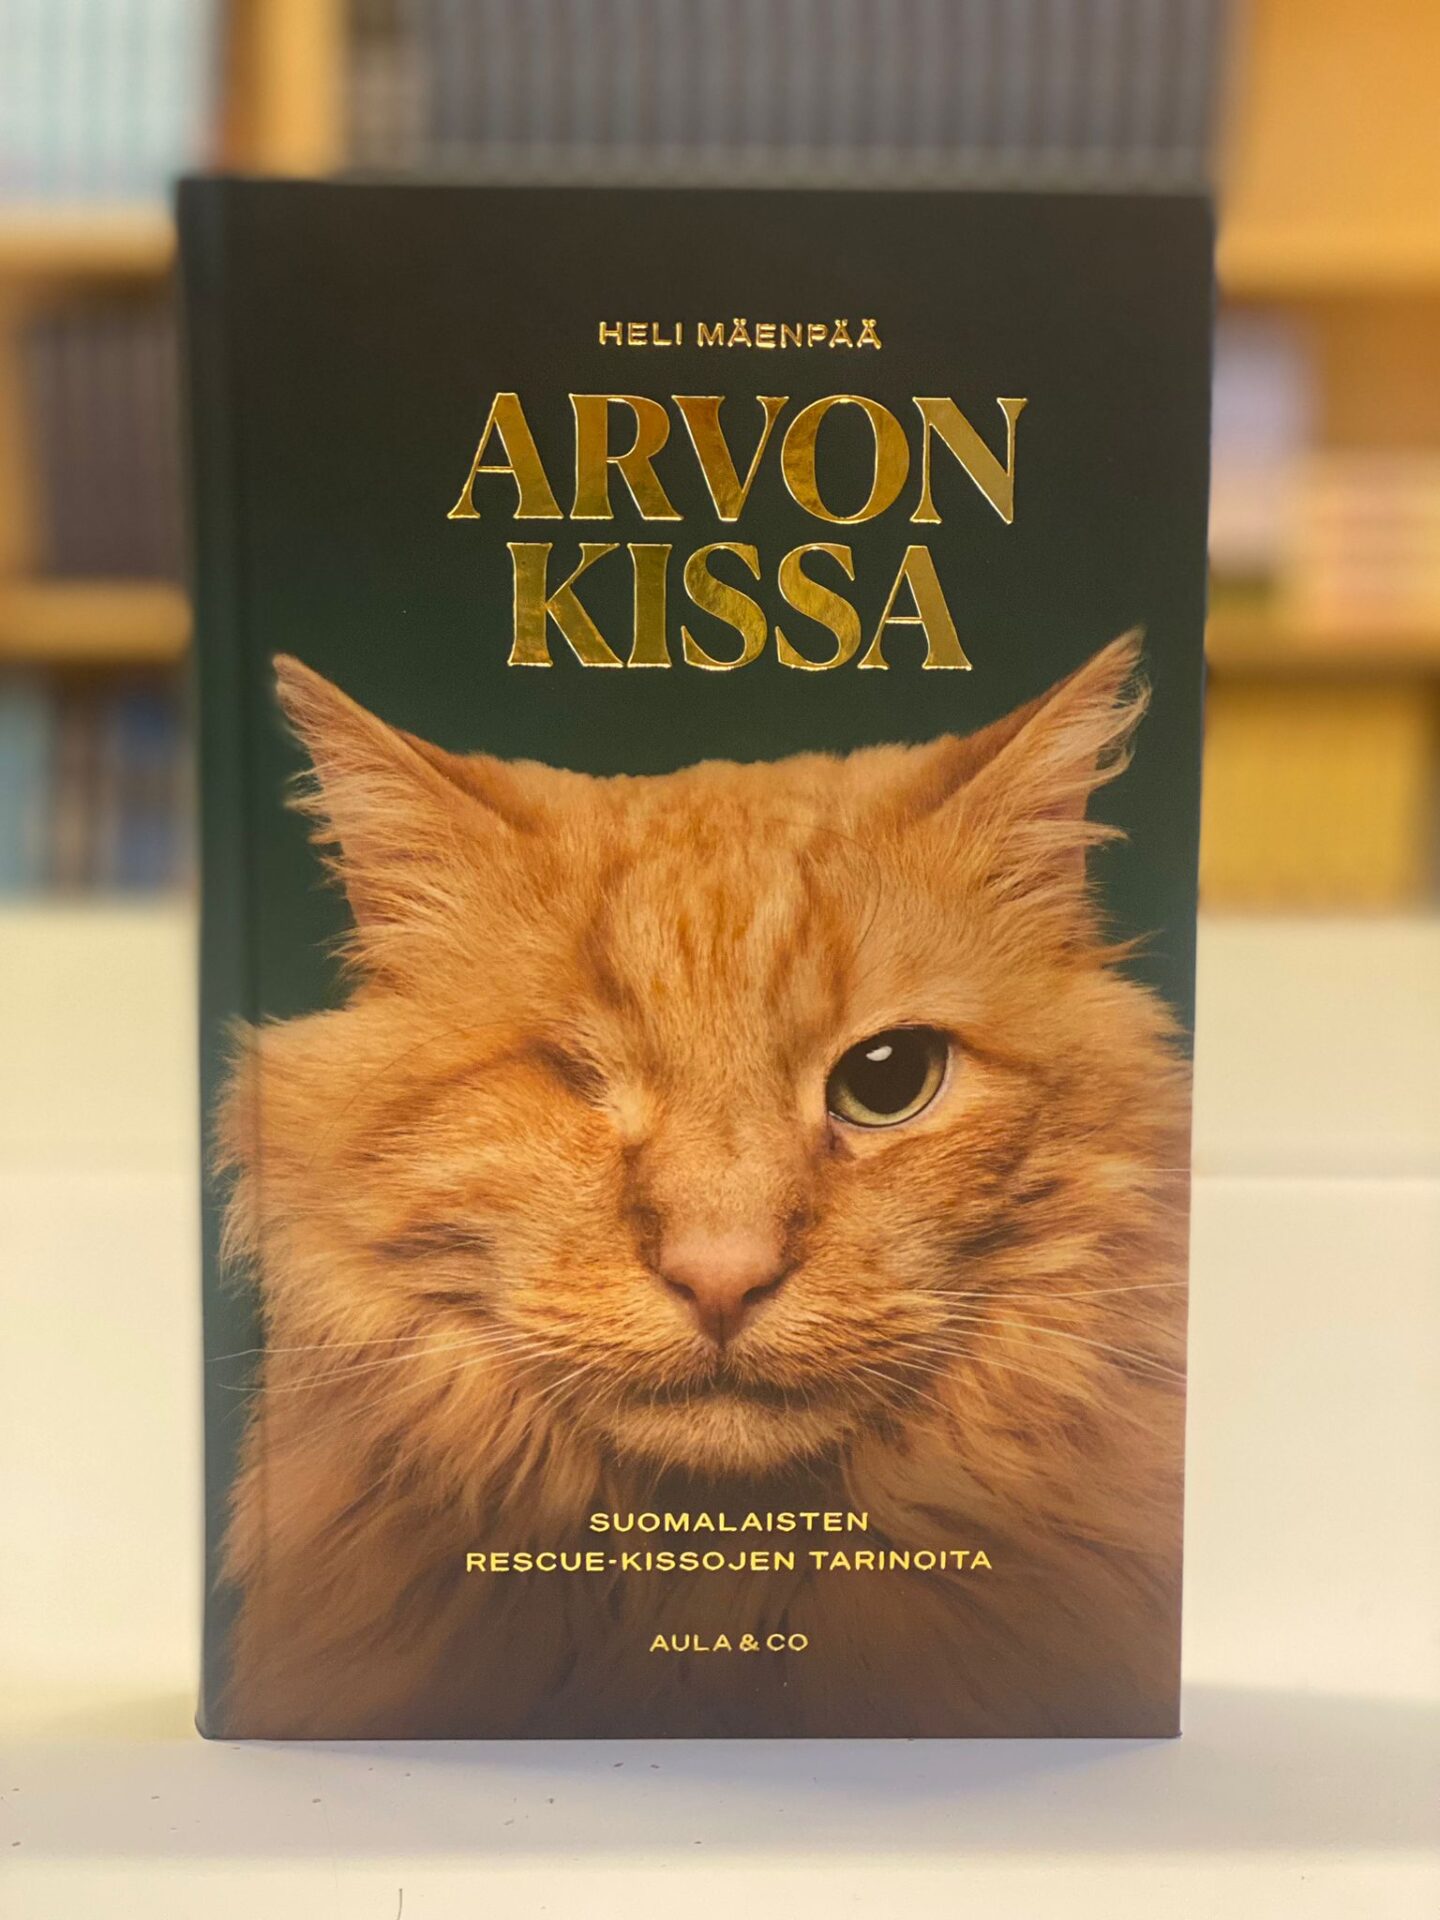 HELI MÄENPÄÄ
ARVON
KISSA
SUOMALAISTEN
RESCUE-KISSOJEN TARINOITA
AULA & CO